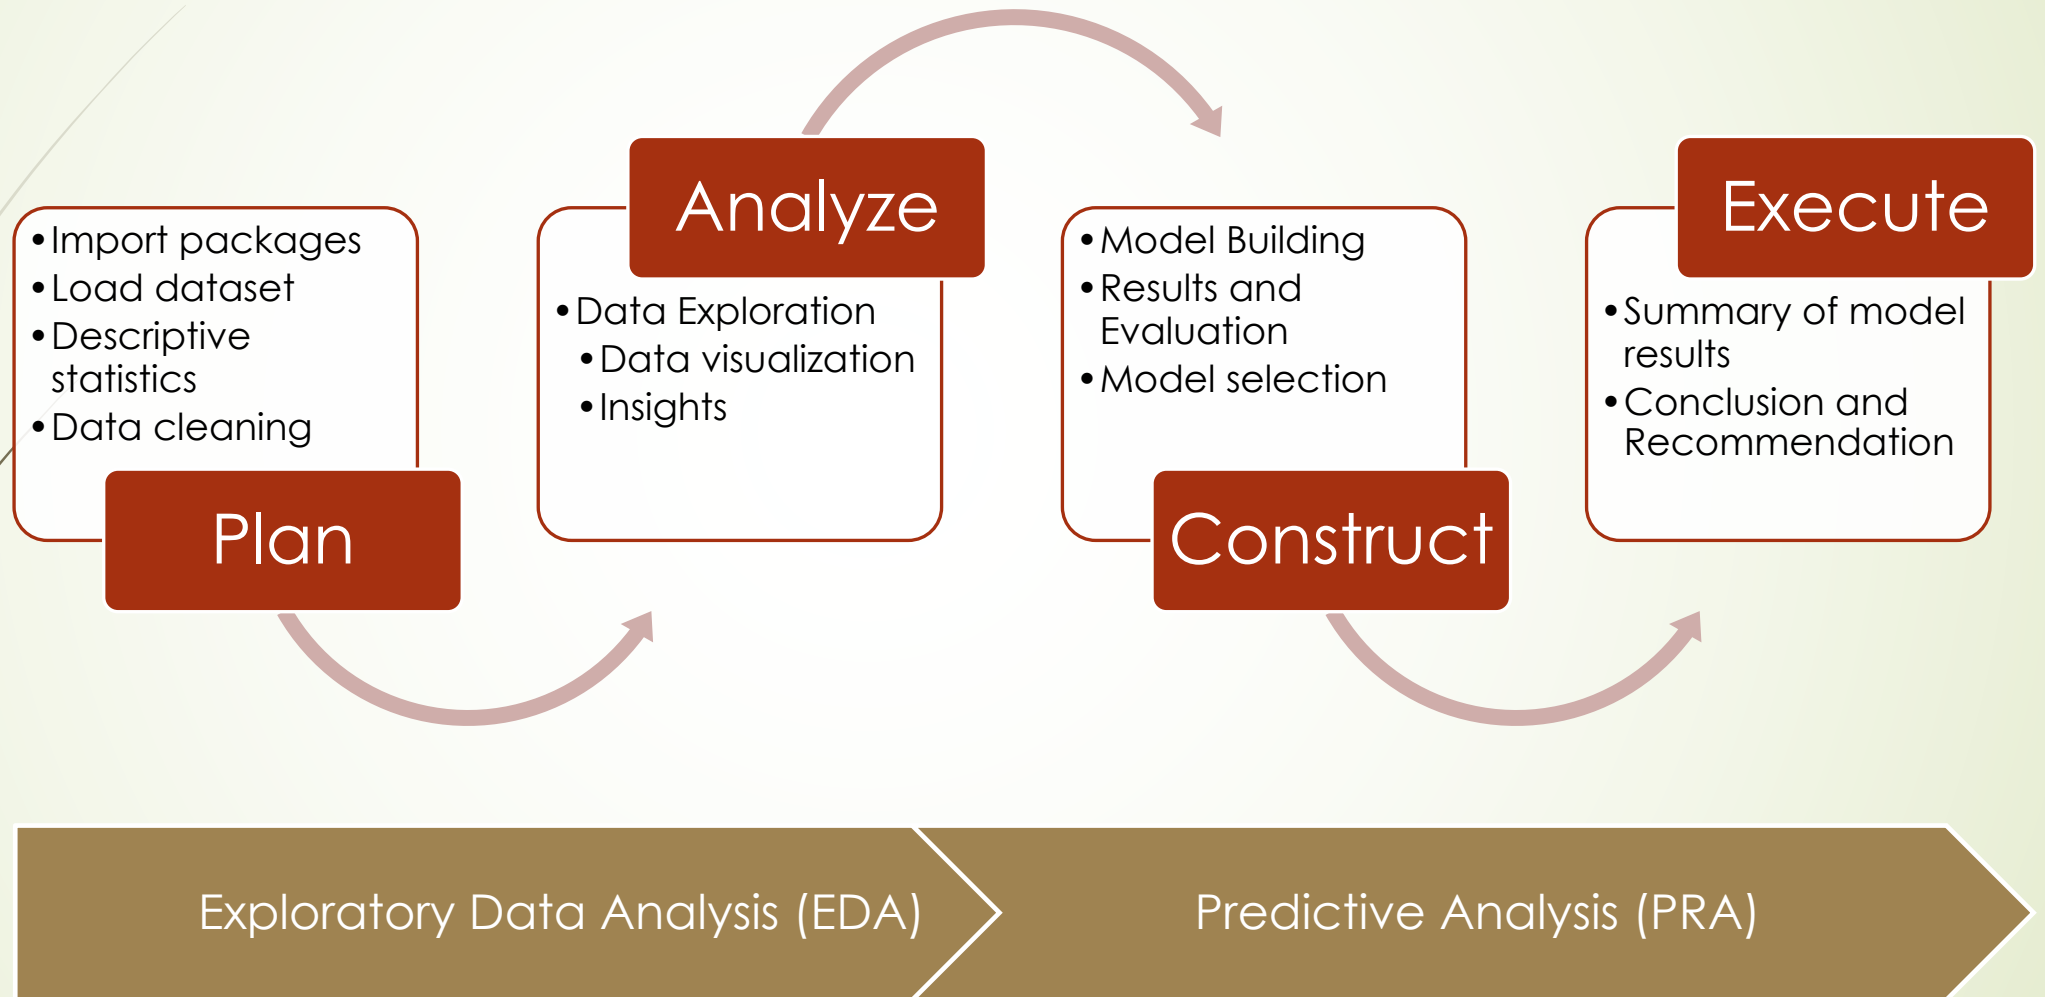 •Import packages
•Load dataset
•Descriptive
statistics
•Data cleaning
Plan
Analyze
•Data Exploration
•Data visualization
•Insights
•Model Building
•Results and
Evaluation
•Model selection
Construct
Execute
•Summary of model
results
•Conclusion and
Recommendation
Exploratory Data Analysis (EDA)
Predictive Analysis (PRA)